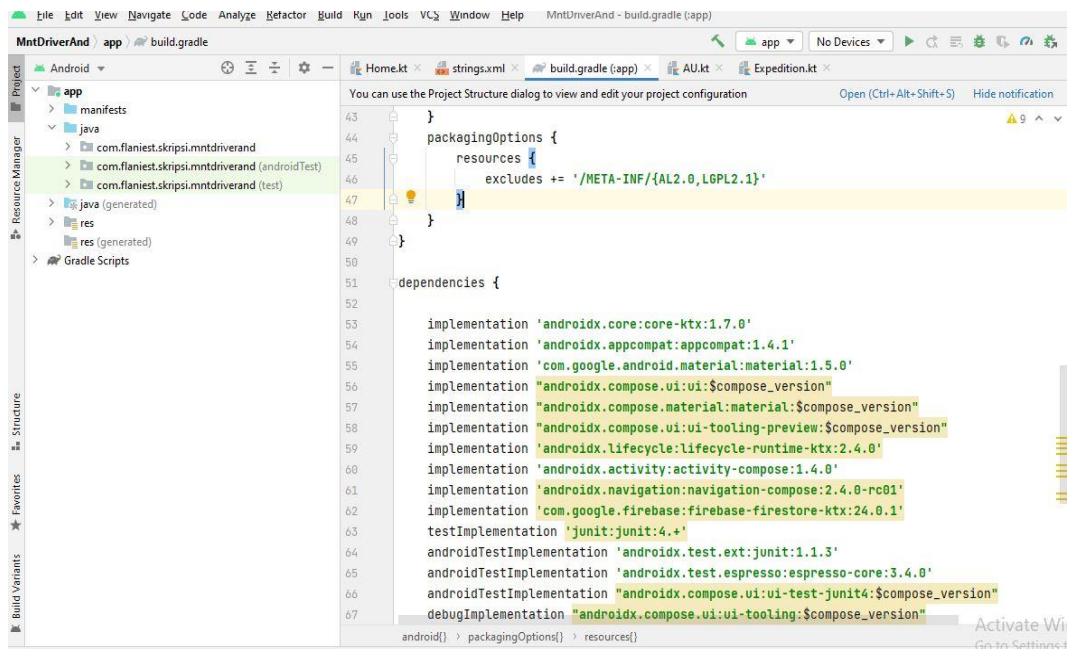 File Edit View Navigate Code Analyze Refactor Build Run Tools VCS Window Help MntDriverAnd - build.gradle (:app)
MntDriverAnd app build.gradle
app No Devices
Project
Android
Home.kt strings.xml build.gradle (:app) AU.kt Expedition.kt
You can use the Project Structure dialog to view and edit your project configuration Open (Ctrl+Alt+Shift+S) Hide notification
app
manifests
java
com.flaniest.skripsi.mntdriverand
com.flaniest.skripsi.mntdriverand (androidTest)
com.flaniest.skripsi.mntdriverand (test)
java (generated)
res
res (generated)
Gradle Scripts
Resource Manager
Structure
Favorites
Build Variants
9
43 }
44 packagingOptions {
45 resources {
46 excludes += '/META-INF/{AL2.0,LGPL2.1}'
47 }
48 }
49 }
50
51 dependencies {
52
53 implementation 'androidx.core:core-ktx:1.7.0'
54 implementation 'androidx.appcompat:appcompat:1.4.1'
55 implementation 'com.google.android.material:material:1.5.0'
56 implementation "androidx.compose.ui:ui:$compose_version"
57 implementation "androidx.compose.material:material:$compose_version"
58 implementation "androidx.compose.ui:ui-tooling-preview:$compose_version"
59 implementation 'androidx.lifecycle:lifecycle-runtime-ktx:2.4.0'
60 implementation 'androidx.activity:activity-compose:1.4.0'
61 implementation 'androidx.navigation:navigation-compose:2.4.0-rc01'
62 implementation 'com.google.firebase:firebase-firestore-ktx:24.0.1'
63 testImplementation 'junit:junit:4.+'
64 androidTestImplementation 'androidx.test.ext:junit:1.1.3'
65 androidTestImplementation 'androidx.test.espresso:espresso-core:3.4.0'
66 androidTestImplementation "androidx.compose.ui:ui-test-junit4:$compose_version"
67 debugImplementation "androidx.compose.ui:ui-tooling:$compose_version"
android{} packagingOptions{} resources{}
Activate Wi
Go to Settings t